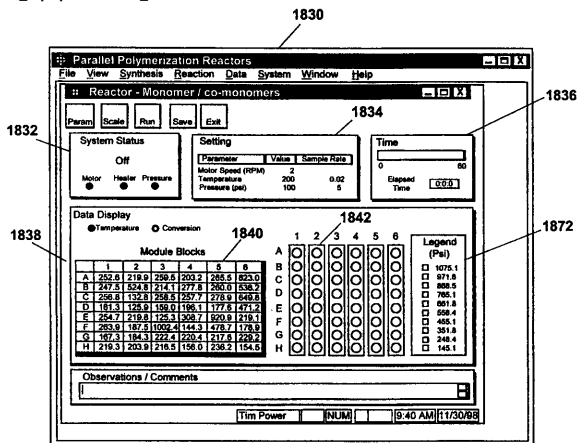 1830
Parallel Polymerization Reactors
File View Synthesis Reaction Data System Window Help
Reactor - Monomer / co-monomers
1834
1836
1832
Param Scale Run Save Exit
System Status
Off
Motor Heater Pressure
Setting
Parameter Value Sample Rate
Motor Speed (RPM) 2
Temperature 200 0.02
Pressure (psi) 100 5
Time
0 60
Elapsed Time 0:0:0
Data Display
Temperature Conversion
1838
1840
1842
1872
Module Blocks
1 2 3 4 5 6
A 252.6 219.9 259.5 203.2 265.5 823.0
B 247.5 524.8 214.1 277.8 260.0 536.2
C 256.8 132.8 258.5 257.7 278.9 649.8
D 181.3 125.9 159.0 196.1 177.6 471.2
E 254.7 219.8 125.3 308.7 920.9 219.1
F 263.9 187.5 1002.4 144.3 478.7 178.9
G 167.3 184.3 222.4 220.4 217.6 229.2
H 219.3 203.9 216.5 156.0 236.2 154.5
1 2 3 4 5 6
A
B
C
D
E
F
G
H
Legend
(Psi)
1075.1
971.8
868.5
765.1
661.8
558.4
455.1
351.8
248.4
145.1
Observations / Comments
Tim Power NUM 9:40 AM 11/30/98